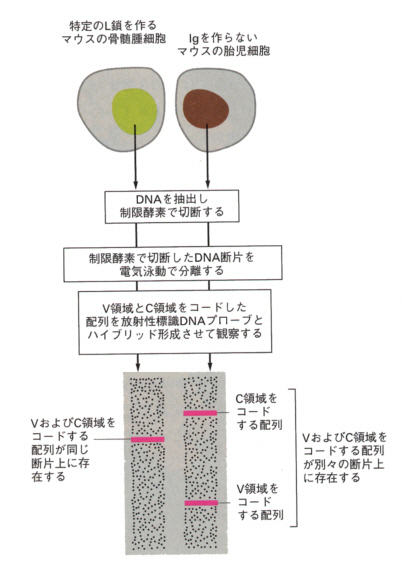 特定のL鎖を作る
マウスの骨髄腫細胞
Igを作らない
マウスの胎児細胞
DNAを抽出し
制限酵素で切断する
制限酵素で切断したDNA断片を
電気泳動で分離する
V領域とC領域をコードした
配列を放射性標識DNAプローブと
ハイブリッド形成させて観察する
VおよびC領域を
コードする
配列が同じ
断片上に存
在する
C領域を
コード
する配列
V領域を
コード
する配列
VおよびC領域を
コードする配列
が別々の断片上
に存在する